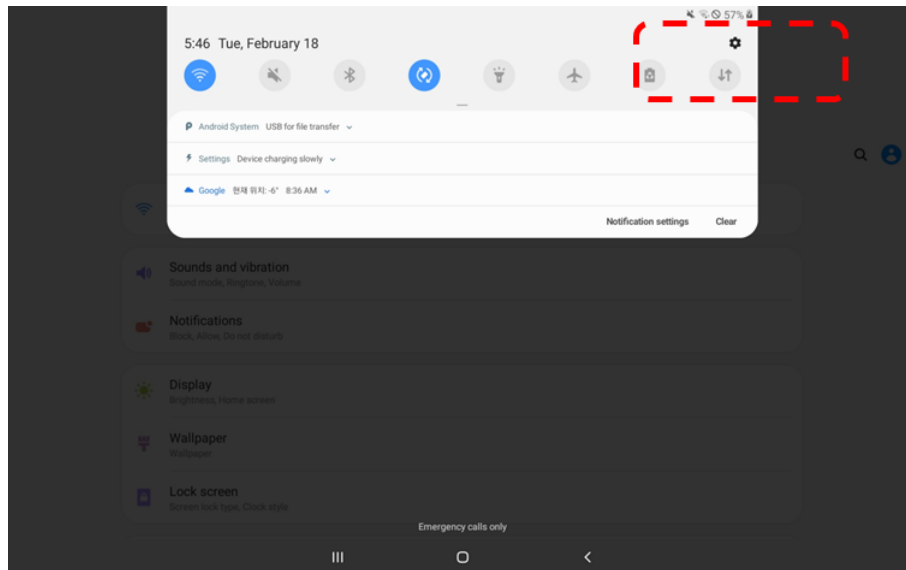 57%
5:46 Tue, February 18
Android System USB for file transfer
Settings Device charging slowly
Google 현재 위치: -6° 8:36 AM
Notification settings Clear
Sounds and vibration
Sound mode, Ringtone, Volume
Notifications
Block, Allow, Do not disturb
Display
Brightness, Home screen
Wallpaper
Wallpaper
Lock screen
Screen lock type, Clock style
Emergency calls only